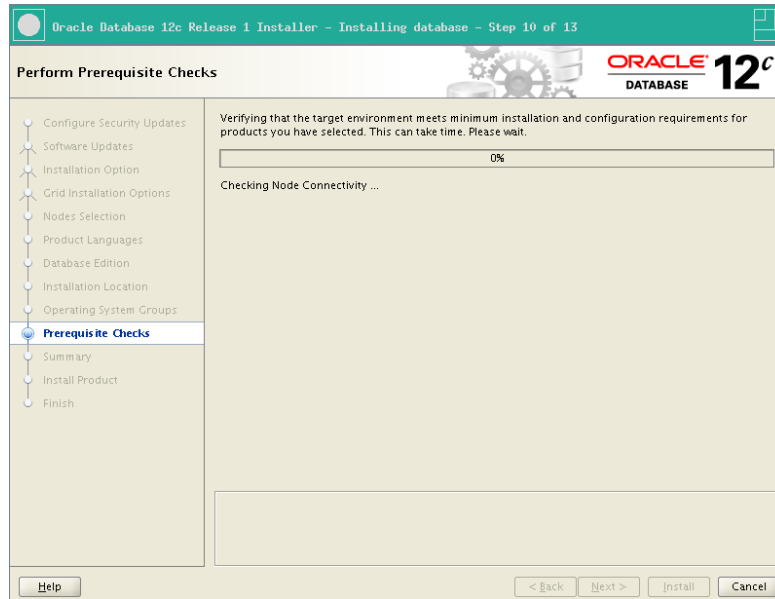 Oracle Database 12c Release 1 Installer - Installing database - Step 10 of 13
Perform Prerequisite Checks
ORACLE
DATABASE
12c
Configure Security Updates
Software Updates
Installation Option
Grid Installation Options
Nodes Selection
Product Languages
Database Edition
Installation Location
Operating System Groups
Prerequisite Checks
Summary
Install Product
Finish
Verifying that the target environment meets minimum installation and configuration requirements for
products you have selected. This can take time. Please wait.
0%
Checking Node Connectivity ...
Help
< Back
Next >
Install
Cancel